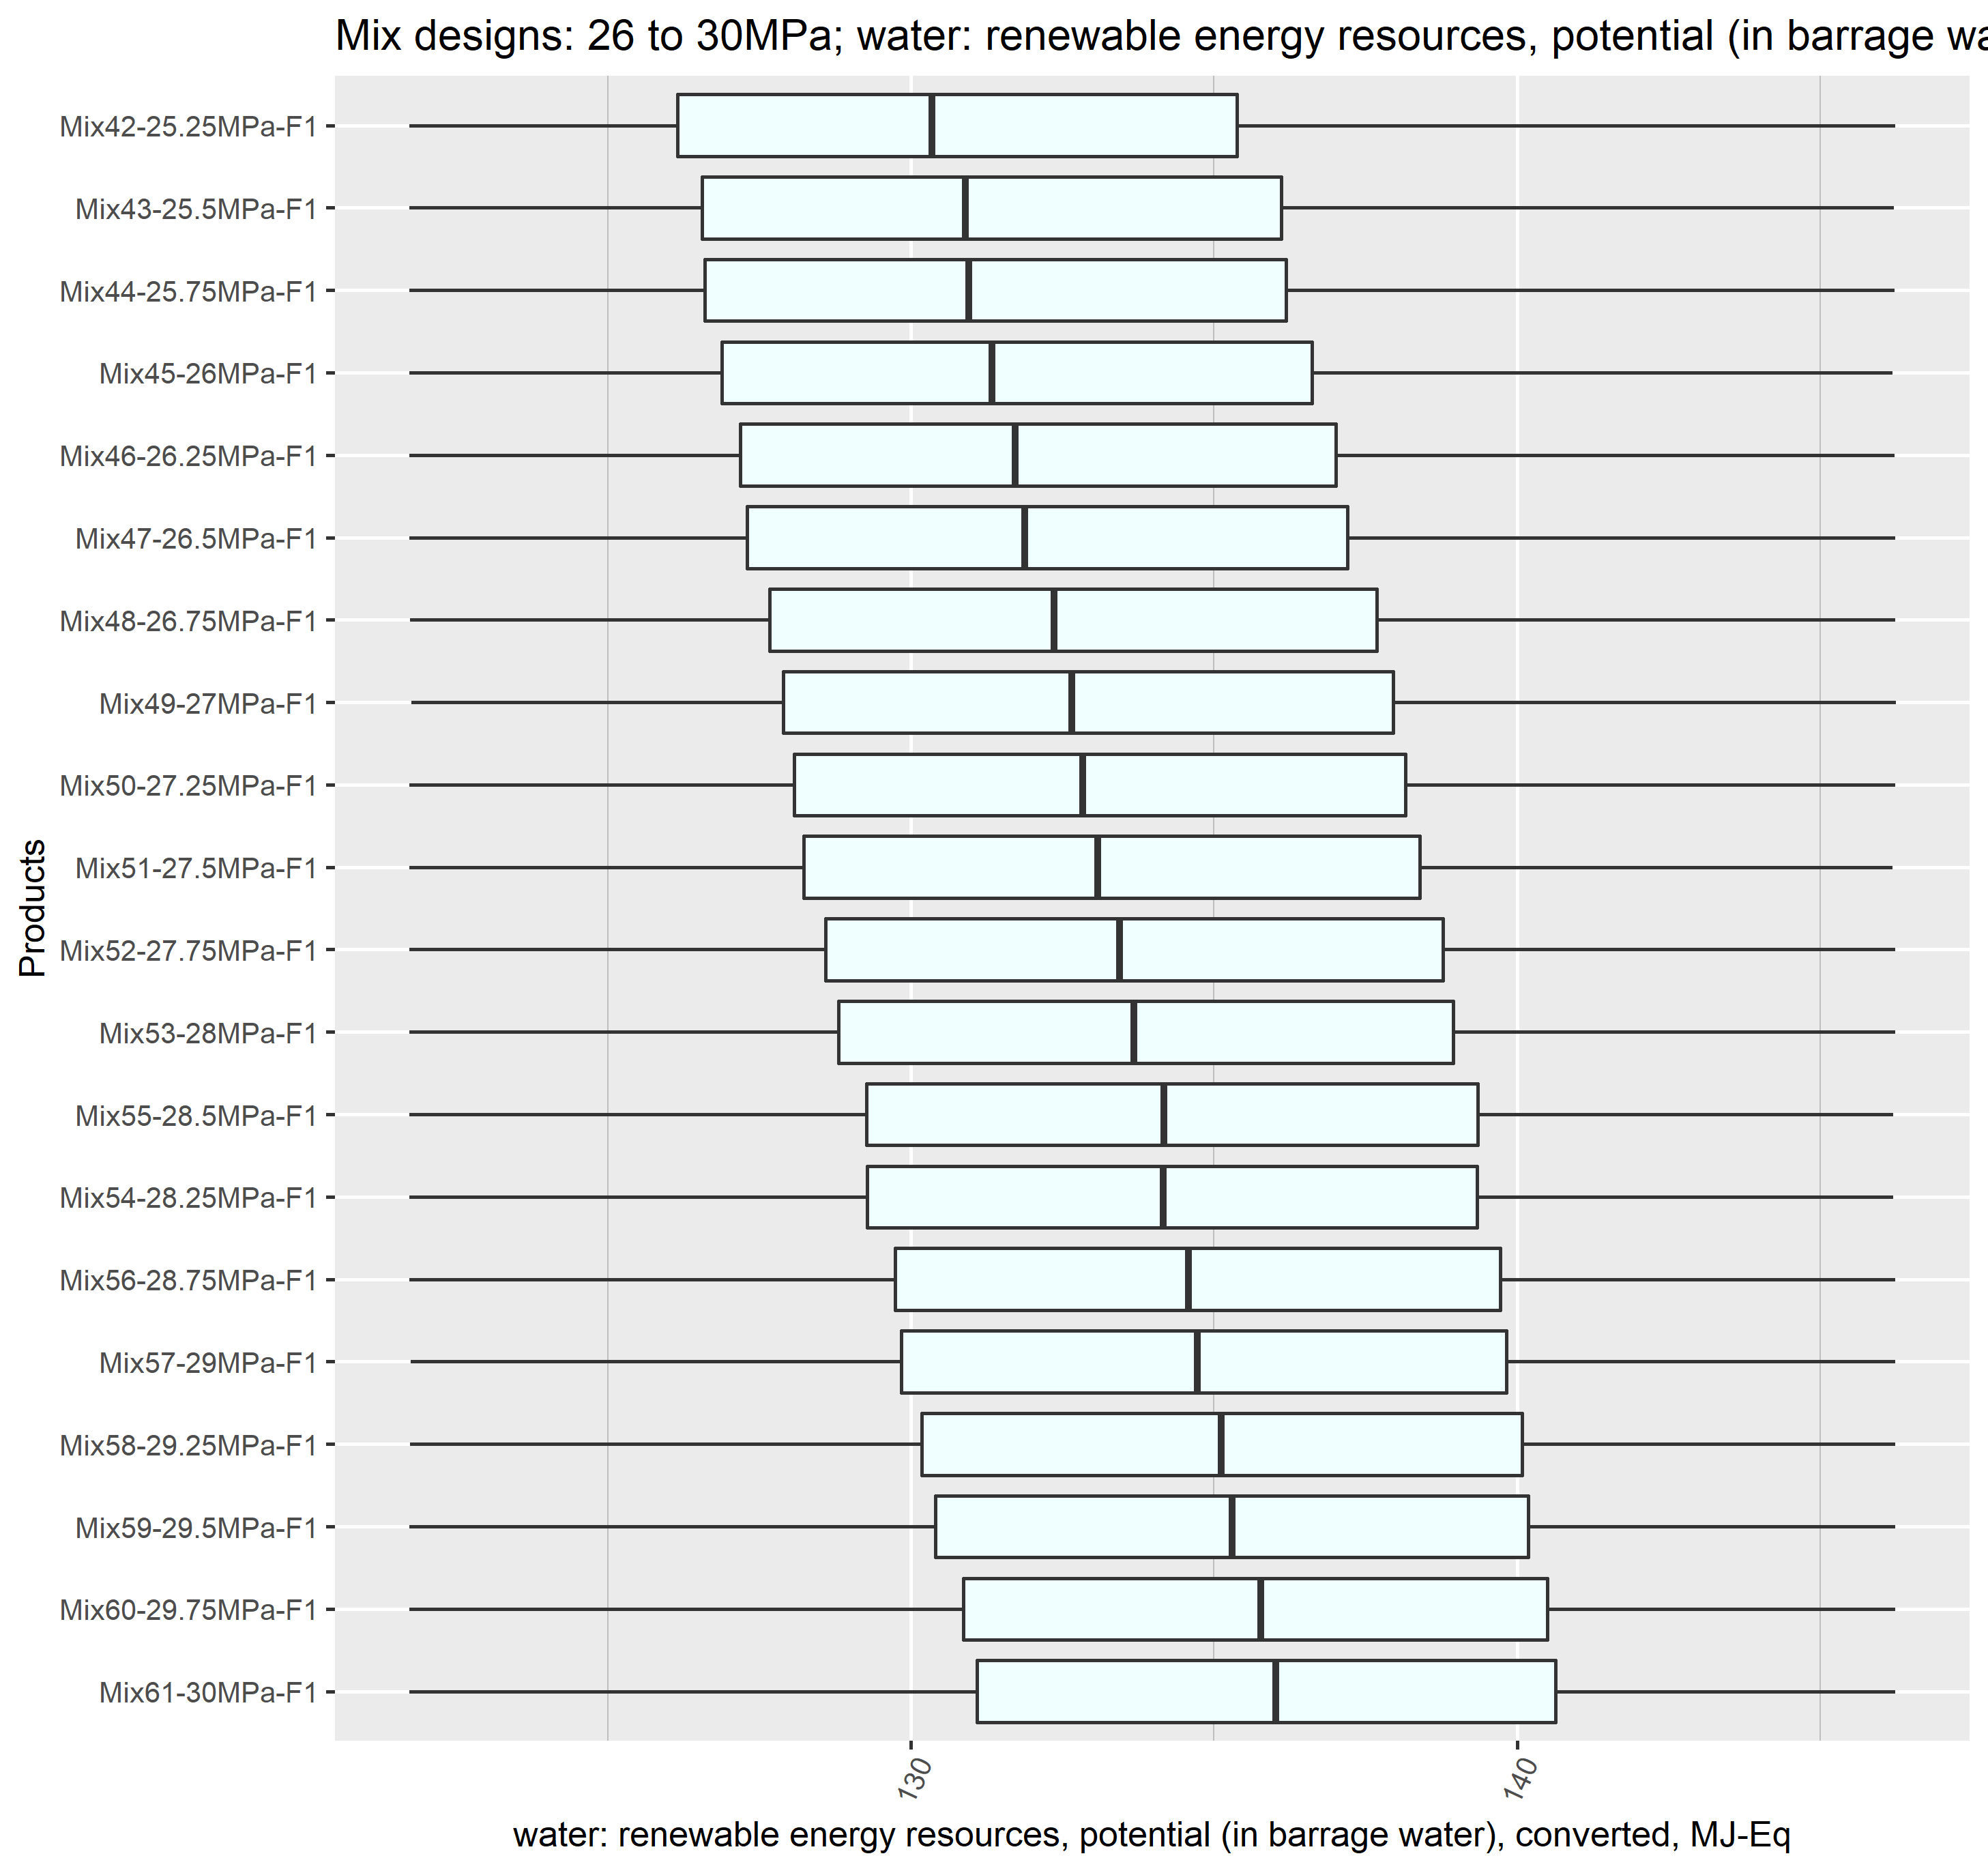 Mix designs: 26 to 30MPa; water: renewable energy resources, potential (in barrage wa
Mix42-25.25MPa-F1
Mix43-25.5MPa-F1
Mix44-25.75MPa-F1
Mix45-26MPa-F1
Mix46-26.25MPa-F1
Mix47-26.5MPa-F1
Mix48-26.75MPa-F1
Mix49-27MPa-F1
Mix50-27.25MPa-F1
Mix51-27.5MPa-F1
Mix52-27.75MPa-F1
Mix53-28MPa-F1
Mix55-28.5MPa-F1
Mix54-28.25MPa-F1
Mix56-28.75MPa-F1
Mix57-29MPa-F1
Mix58-29.25MPa-F1
Mix59-29.5MPa-F1
Mix60-29.75MPa-F1
Mix61-30MPa-F1
Products
130 140
water: renewable energy resources, potential (in barrage water), converted, MJ-Eq